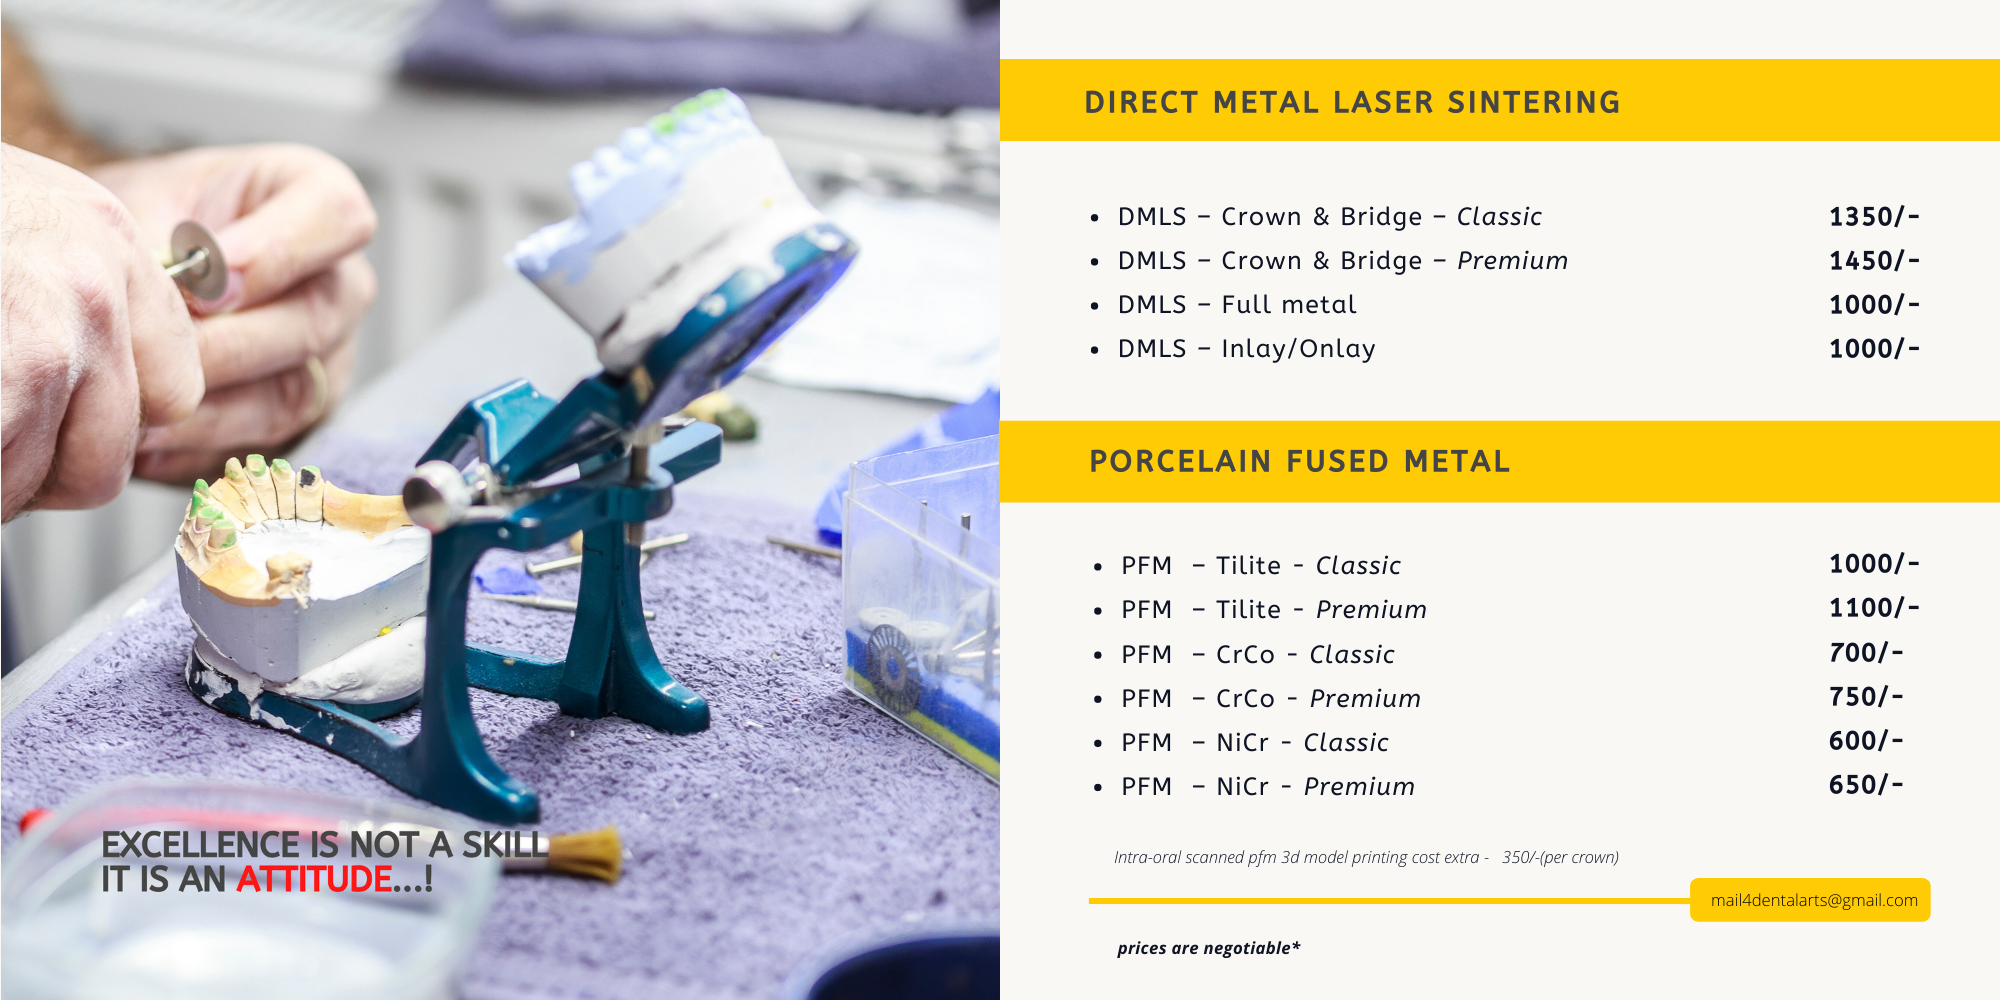 EXCELLENCE IS NOT A SKILL
IT IS AN ATTITUDE...!
DIRECT METAL LASER SINTERING
• DMLS – Crown & Bridge – Classic 1350/-
• DMLS – Crown & Bridge – Premium 1450/-
• DMLS – Full metal 1000/-
• DMLS – Inlay/Onlay 1000/-
PORCELAIN FUSED METAL
• PFM – Tilite - Classic 1000/-
• PFM – Tilite - Premium 1100/-
• PFM – CrCo - Classic 700/-
• PFM – CrCo - Premium 750/-
• PFM – NiCr - Classic 600/-
• PFM – NiCr - Premium 650/-
Intra-oral scanned pfm 3d model printing cost extra - 350/-(per crown)
mail4dentalarts@gmail.com
prices are negotiable*